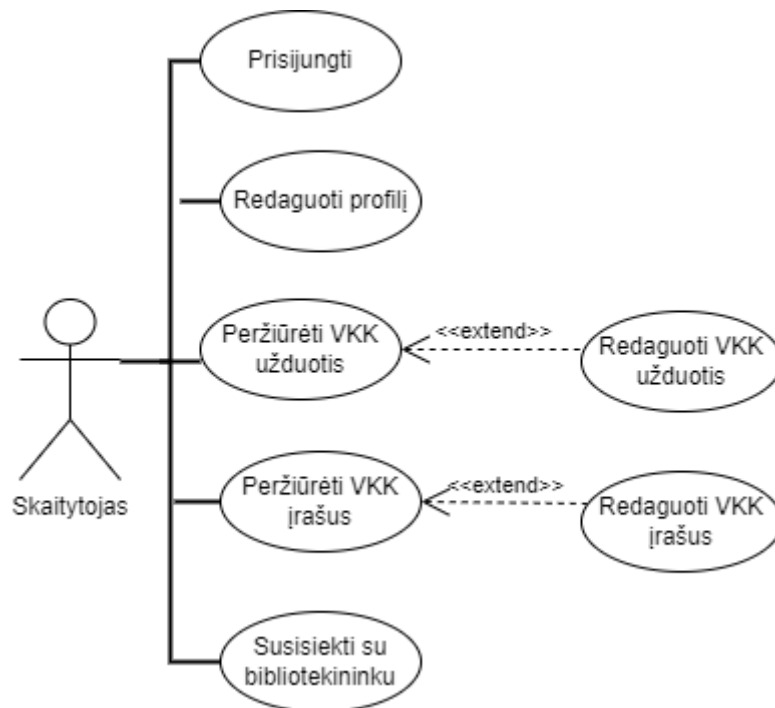 Prisijungti
Redaguoti profilį
Peržiūrėti VKK
užduotis
<<extend>>
Redaguoti VKK
užduotis
Peržiūrėti VKK
įrašus
<<extend>>
Redaguoti VKK
įrašus
Skaitytojas
Susisiekti su
bibliotekininku